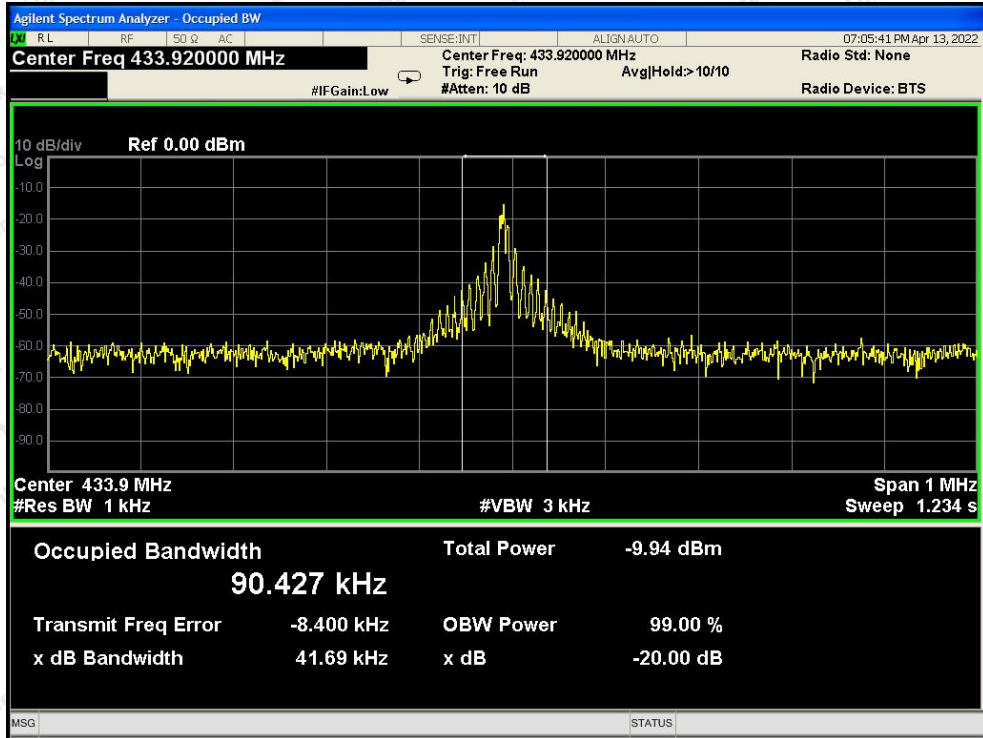 Agilent Spectrum Analyzer - Occupied BW
LXI RL RF 50 Ω AC SENSE:INT ALIGN AUTO 07:05:41 PM Apr 13, 2022
Center Freq 433.920000 MHz Center Freq: 433.920000 MHz Radio Std: None
Trig: Free Run Avg|Hold:>10/10
#IFGain:Low #Atten: 10 dB Radio Device: BTS
10 dB/div Ref 0.00 dBm
Log
-10.0
-20.0
-30.0
-40.0
-50.0
-60.0
-70.0
-80.0
-90.0
Center 433.9 MHz Span 1 MHz
#Res BW 1 kHz #VBW 3 kHz Sweep 1.234 s
Occupied Bandwidth Total Power -9.94 dBm
90.427 kHz
Transmit Freq Error -8.400 kHz OBW Power 99.00 %
x dB Bandwidth 41.69 kHz x dB -20.00 dB
MSG STATUS